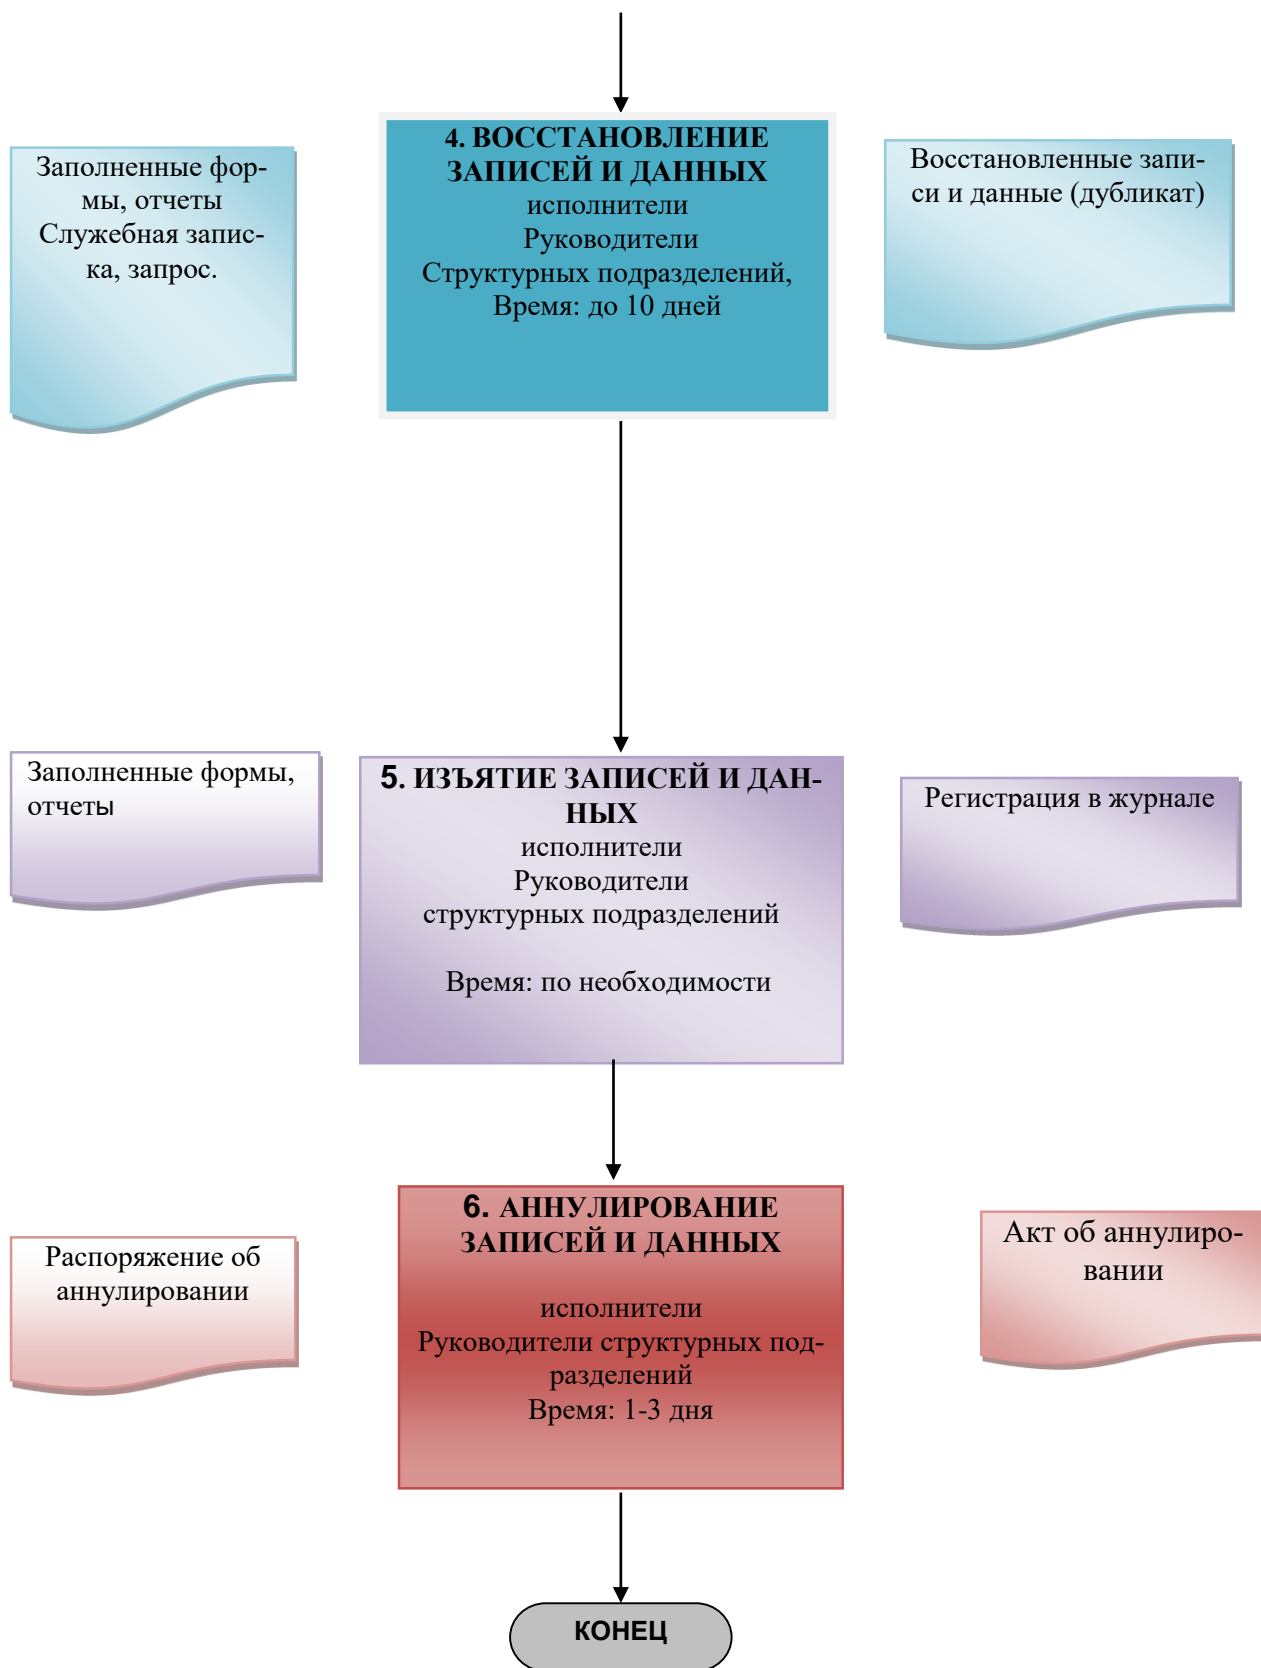 4. ВОССТАНОВЛЕНИЕ
ЗАПИСЕЙ И ДАННЫХ
исполнители
Руководители
Структурных подразделений,
Время: до 10 дней
Заполненные фор-
мы, отчеты
Служебная запис-
ка, запрос.
Восстановленные запи-
си и данные (дубликат)
5. ИЗЪЯТИЕ ЗАПИСЕЙ И ДАН-
НЫХ
исполнители
Руководители
структурных подразделений
Время: по необходимости
Заполненные формы,
отчеты
Регистрация в журнале
6. АННУЛИРОВАНИЕ
ЗАПИСЕЙ И ДАННЫХ
исполнители
Руководители структурных под-
разделений
Время: 1-3 дня
Распоряжение об
аннулировании
Акт об аннулиро-
вании
КОНЕЦ